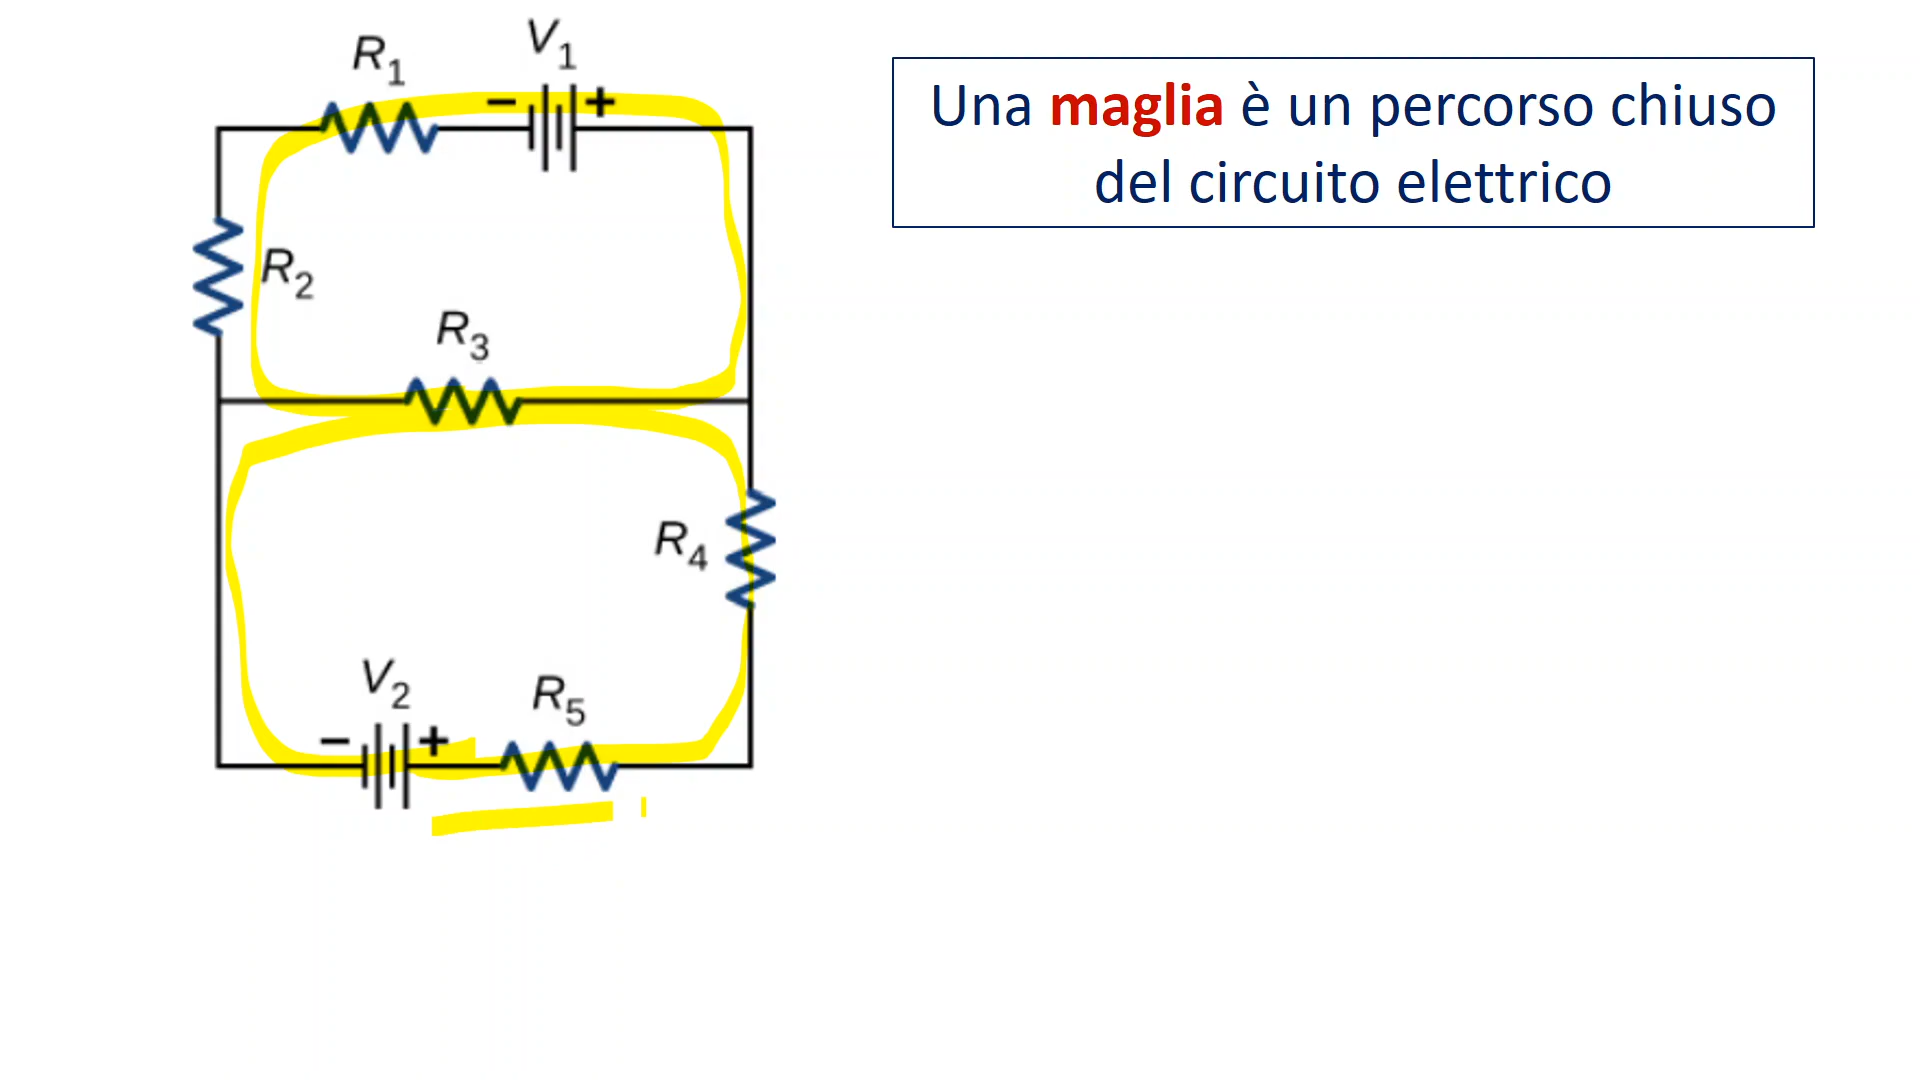 R1
V1
− +
R2
R3
R4
V2
R5
− +
Una maglia è un percorso chiuso
del circuito elettrico